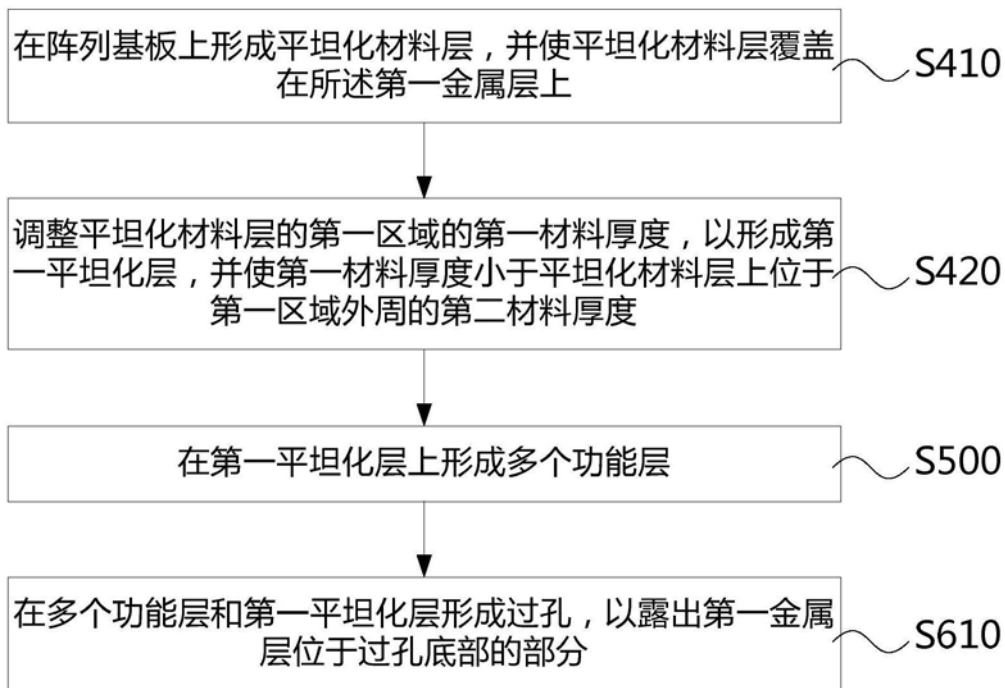 在阵列基板上形成平坦化材料层，并使平坦化材料层覆盖
在所述第一金属层上
S410
调整平坦化材料层的第一区域的第一材料厚度，以形成第
一平坦化层，并使第一材料厚度小于平坦化材料层上位于
第一区域外周的第二材料厚度
S420
在第一平坦化层上形成多个功能层
S500
在多个功能层和第一平坦化层形成过孔，以露出第一金属
层位于过孔底部的部分
S610